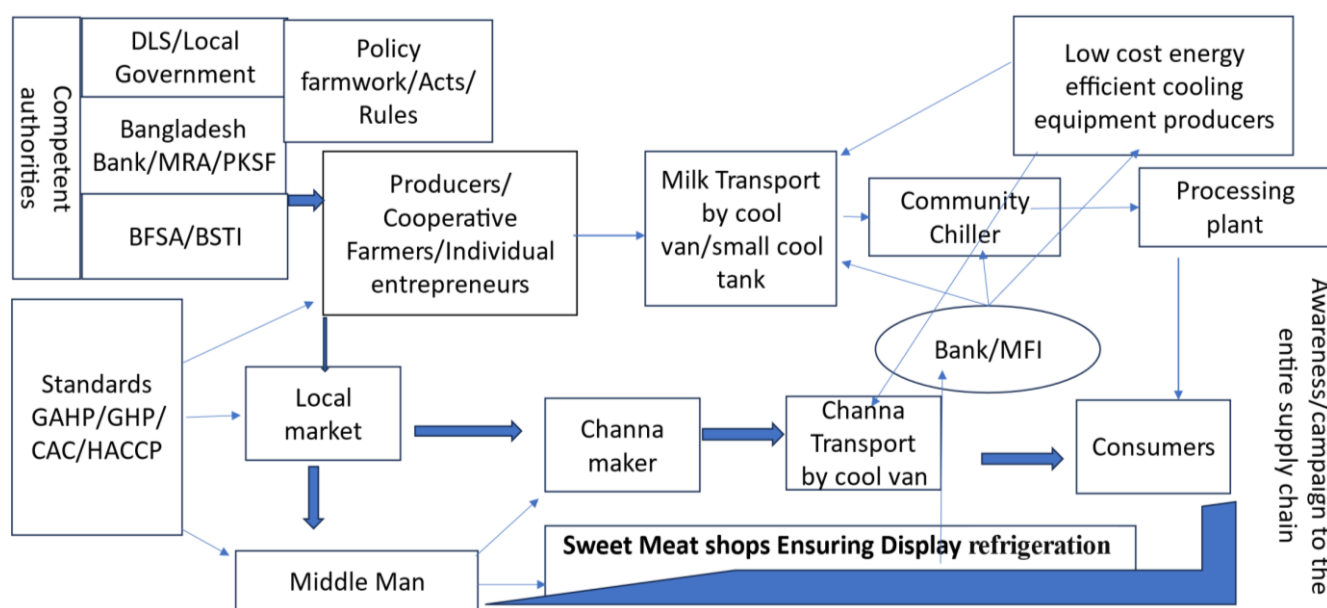 Competent
authorities
DLS/Local
Government
Bangladesh
Bank/MRA/PKSF
BFSA/BSTI
Policy
farmwork/Acts/
Rules
Producers/
Cooperative
Farmers/Individual
entrepreneurs
Milk Transport
by cool
van/small cool
tank
Community
Chiller
Low cost energy
efficient cooling
equipment producers
Processing
plant
Standards
GAHP/GHP/
CAC/HACCP
Local
market
Channa
maker
Channa
Transport
by cool van
Bank/MFI
Consumers
Middle Man
Sweet Meat shops Ensuring Display refrigeration
Awareness/campaign to the
entire supply chain